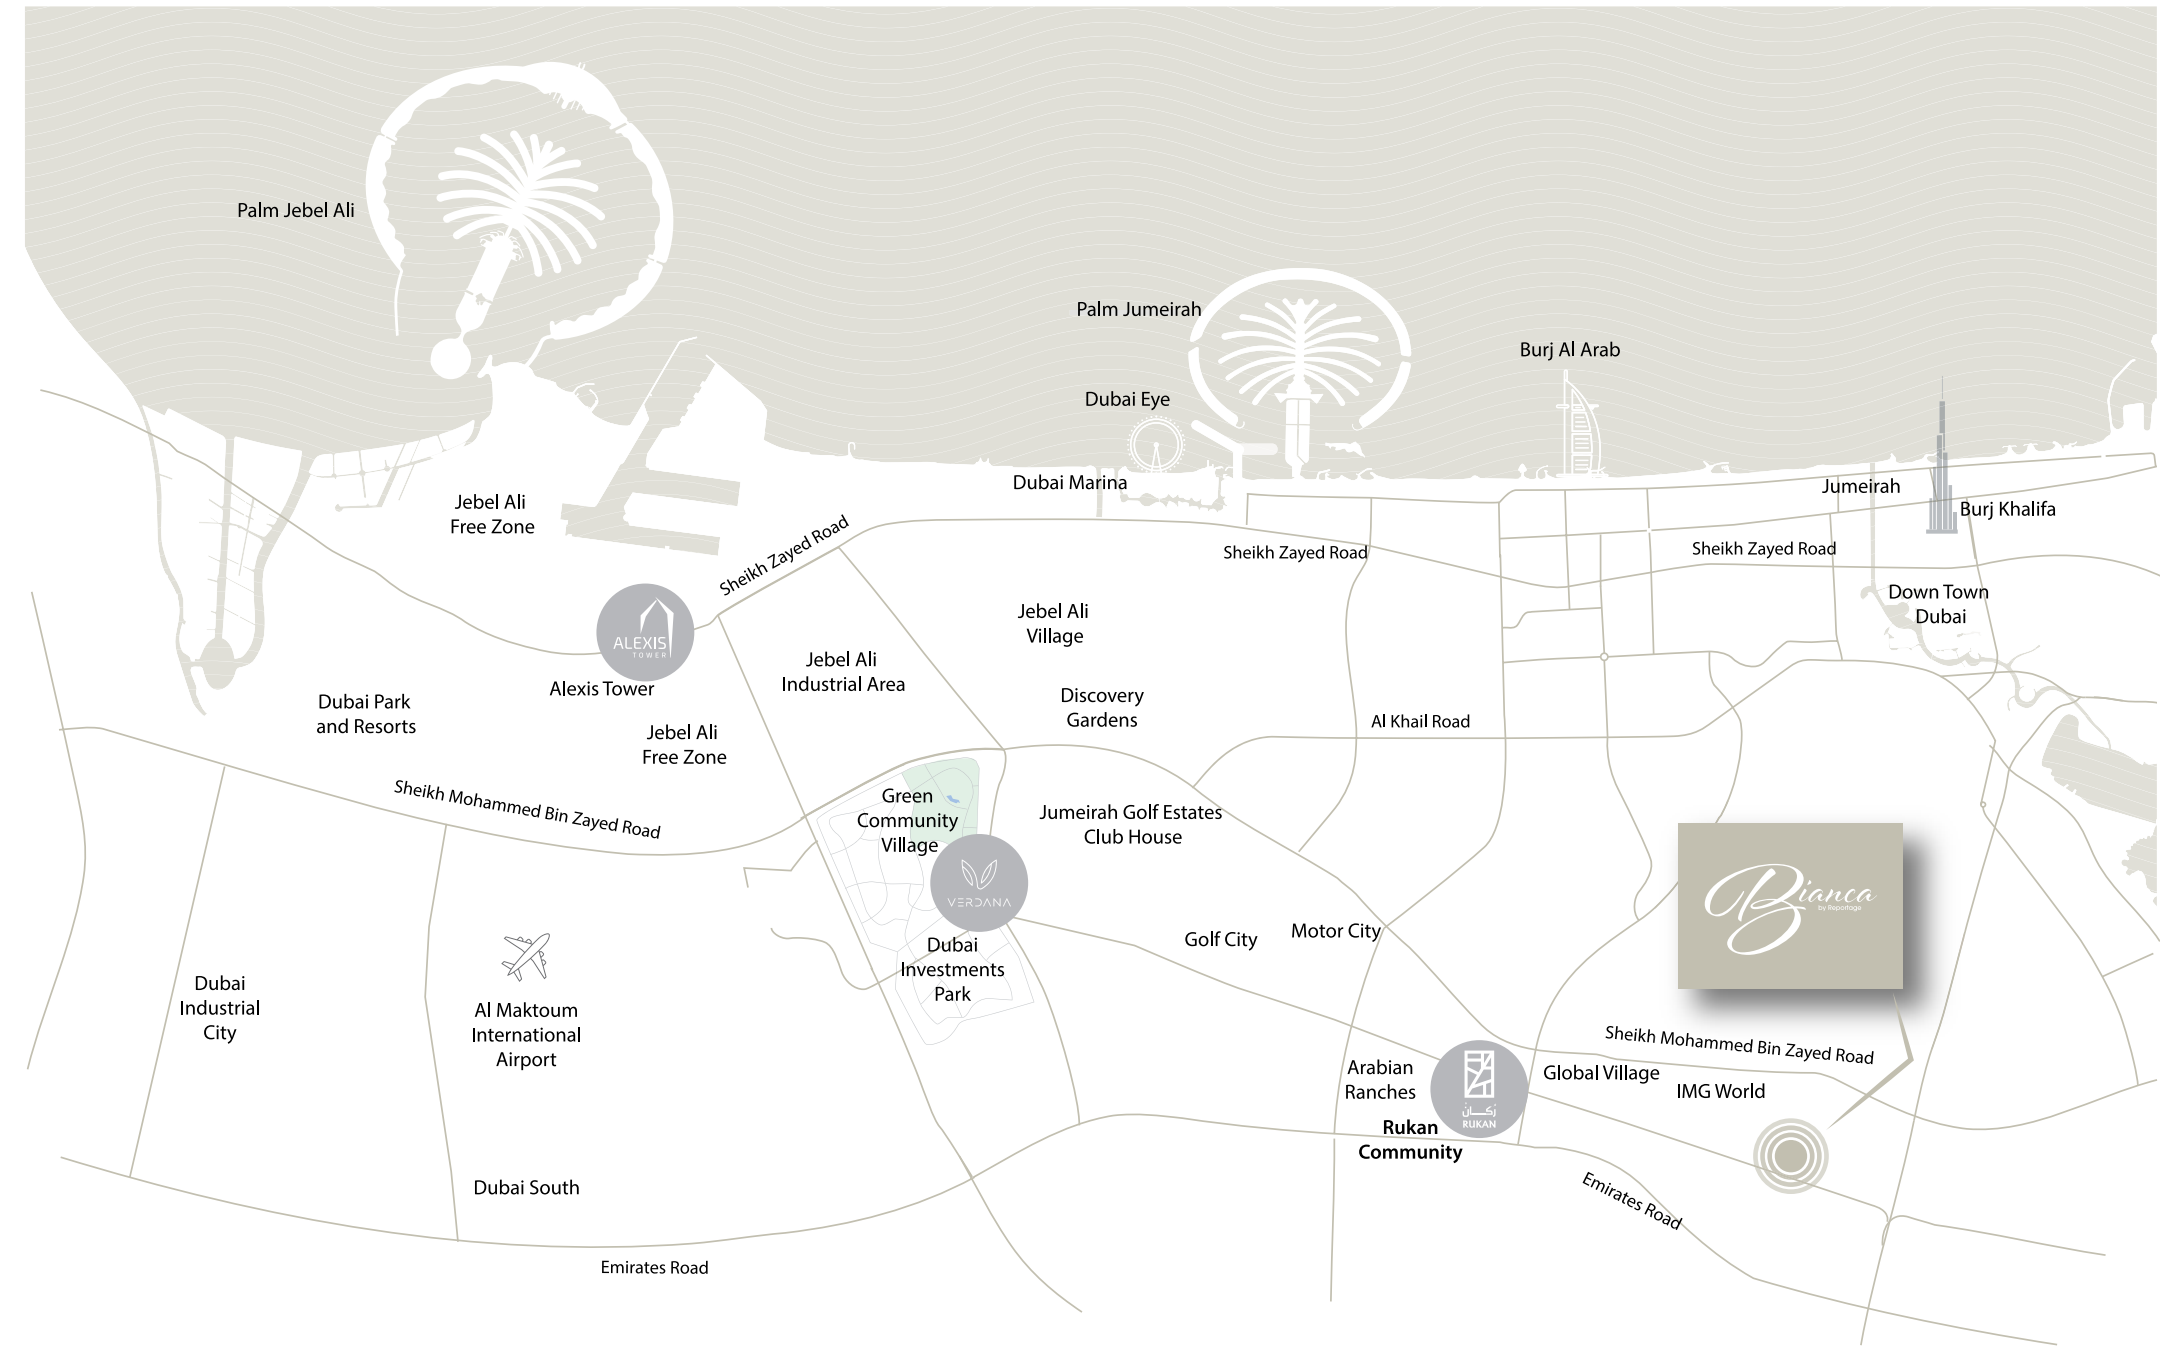 Palm Jebel Ali
Palm Jumeirah
Burj Al Arab
Dubai Eye
Dubai Marina
Jumeirah
Burj Khalifa
Jebel Ali
Free Zone
Sheikh Zayed Road
Sheikh Zayed Road
Sheikh Zayed Road
Down Town
Dubai
ALEXIS
TOWER
Alexis Tower
Jebel Ali
Village
Jebel Ali
Industrial Area
Dubai Park
and Resorts
Discovery
Gardens
Al Khail Road
Jebel Ali
Free Zone
Sheikh Mohammed Bin Zayed Road
Green
Community
Village
Jumeirah Golf Estates
Club House
VERDANA
Bianca
by Reportage
Golf City
Motor City
Dubai
Investments
Park
Dubai
Industrial
City
Al Maktoum
International
Airport
Sheikh Mohammed Bin Zayed Road
Arabian
Ranches
رُكــانْ
RUKAN
Global Village
IMG World
Rukan
Community
Dubai South
Emirates Road
Emirates Road